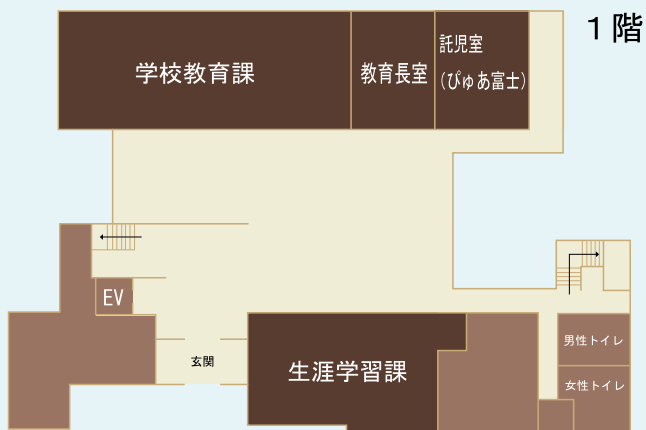 1階
学校教育課
教育長室
託児室
(ぴゅあ富士)
EV
玄関
生涯学習課
男性トイレ
女性トイレ